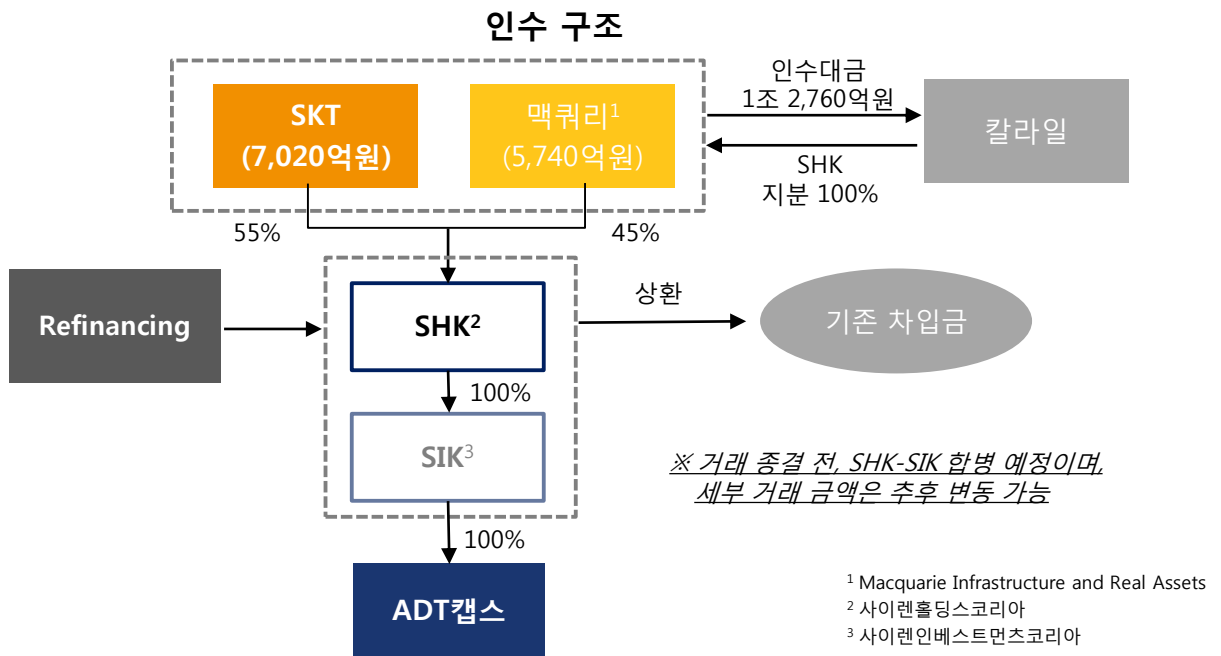 인수 구조
SKT
(7,020억원)
맥쿼리¹
(5,740억원)
인수대금
1조 2,760억원
칼라일
SHK
지분 100%
55%
45%
Refinancing
SHK²
상환
기존 차입금
100%
SIK³
※ 거래 종결 전, SHK-SIK 합병 예정이며,
세부 거래 금액은 추후 변동 가능
100%
ADT캡스
¹ Macquarie Infrastructure and Real Assets
² 사이렌홀딩스코리아
³ 사이렌인베스트먼츠코리아